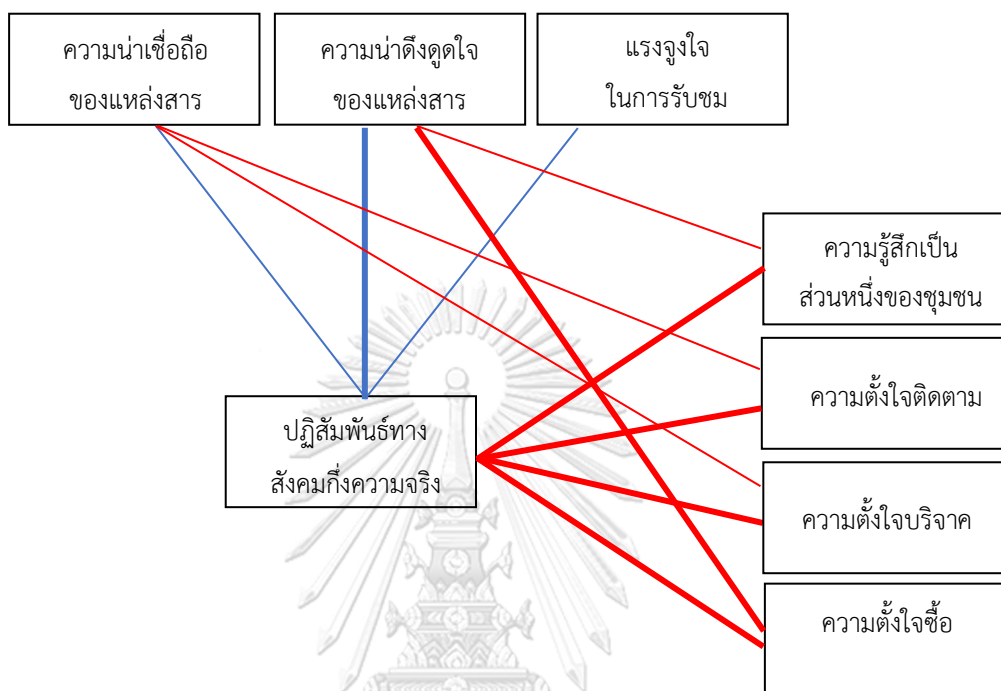 ความน่าเชื่อถือ
ของแหล่งสาร
ความน่าดึงดูดใจ
ของแหล่งสาร
แรงจูงใจ
ในการรับชม
ความรู้สึกเป็น
ส่วนหนึ่งของชุมชน
ความตั้งใจติดตาม
ปฏิสัมพันธ์ทาง
สังคมกึ่งความจริง
ความตั้งใจบริจาค
ความตั้งใจซื้อ